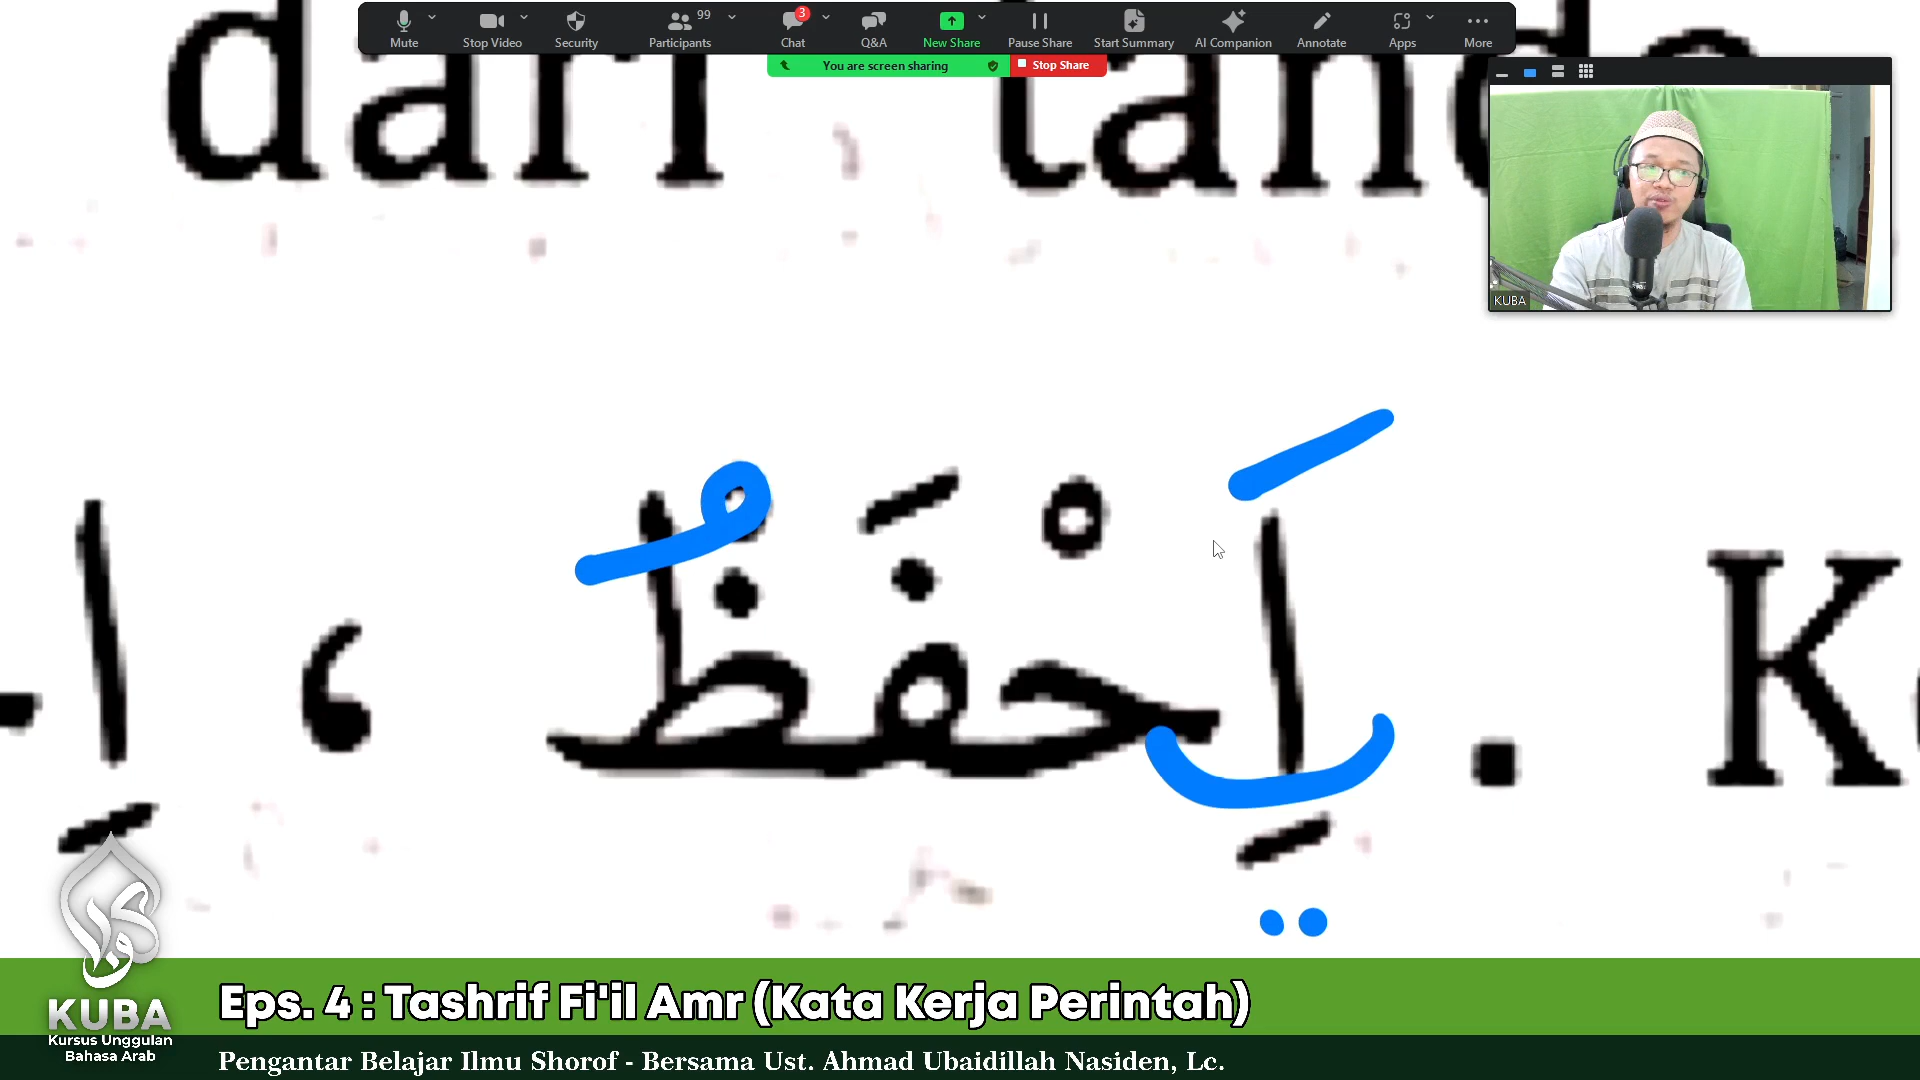 Mute
Stop Video
Security
Participants
99
Chat
3
Q&A
New Share
Pause Share
Start Summary
AI Companion
Annotate
Apps
More
You are screen sharing
Stop Share
KUBA
dari tand
. اِحْفَظْ ،
KUBA
Kursus Unggulan
Bahasa Arab
Eps. 4 : Tashrif Fi'il Amr (Kata Kerja Perintah)
Pengantar Belajar Ilmu Shorof - Bersama Ust. Ahmad Ubaidillah Nasiden, Lc.